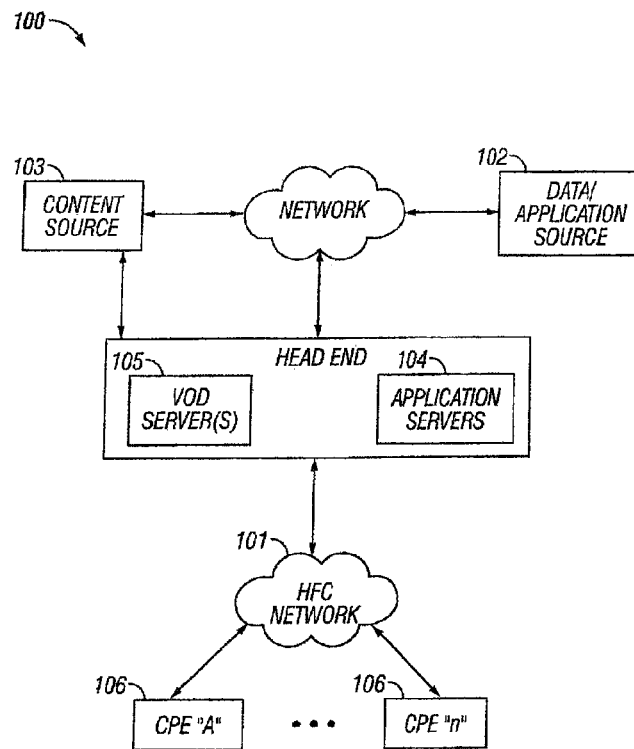 100
103
CONTENT
SOURCE
NETWORK
102
DATA/
APPLICATION
SOURCE
HEAD END
105
VOD
SERVER(S)
104
APPLICATION
SERVERS
101
HFC
NETWORK
106
CPE "A"
• • •
106
CPE "n"